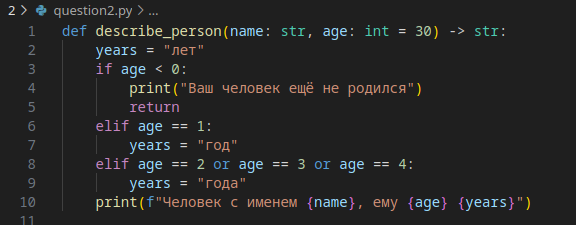 2 > question2.py > ...
1 def describe_person(name: str, age: int = 30) -> str:
2 years = "лет"
3 if age < 0:
4 print("Ваш человек ещё не родился")
5 return
6 elif age == 1:
7 years = "год"
8 elif age == 2 or age == 3 or age == 4:
9 years = "года"
10 print(f"Человек с именем {name}, ему {age} {years}")
11